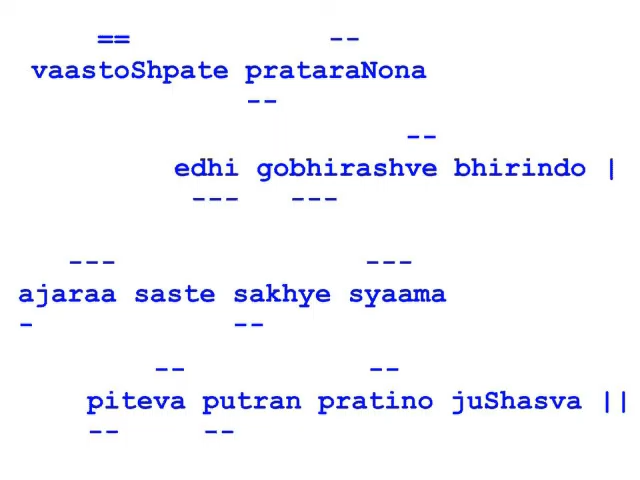 == --
vaastoShpate prataraNona
--
--
edhi gobhirashve bhirindo |
--- ---
--- ---
ajaraa saste sakhye syaama
- --
-- --
piteva putran pratino juShasva ||
-- --